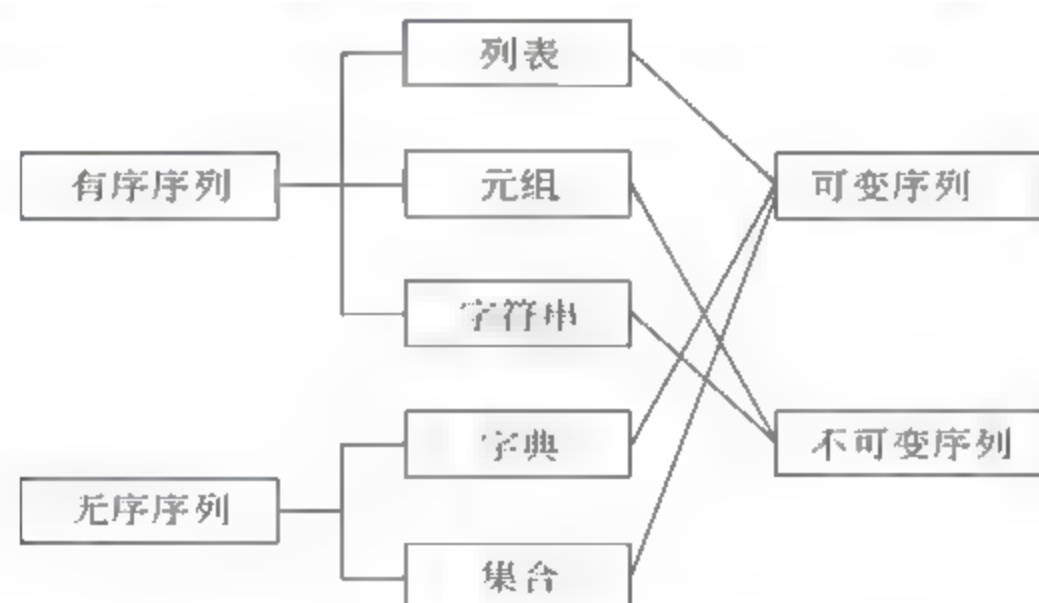 列表
有序序列
元组
可变序列
字符串
字典
不可变序列
无序序列
集合